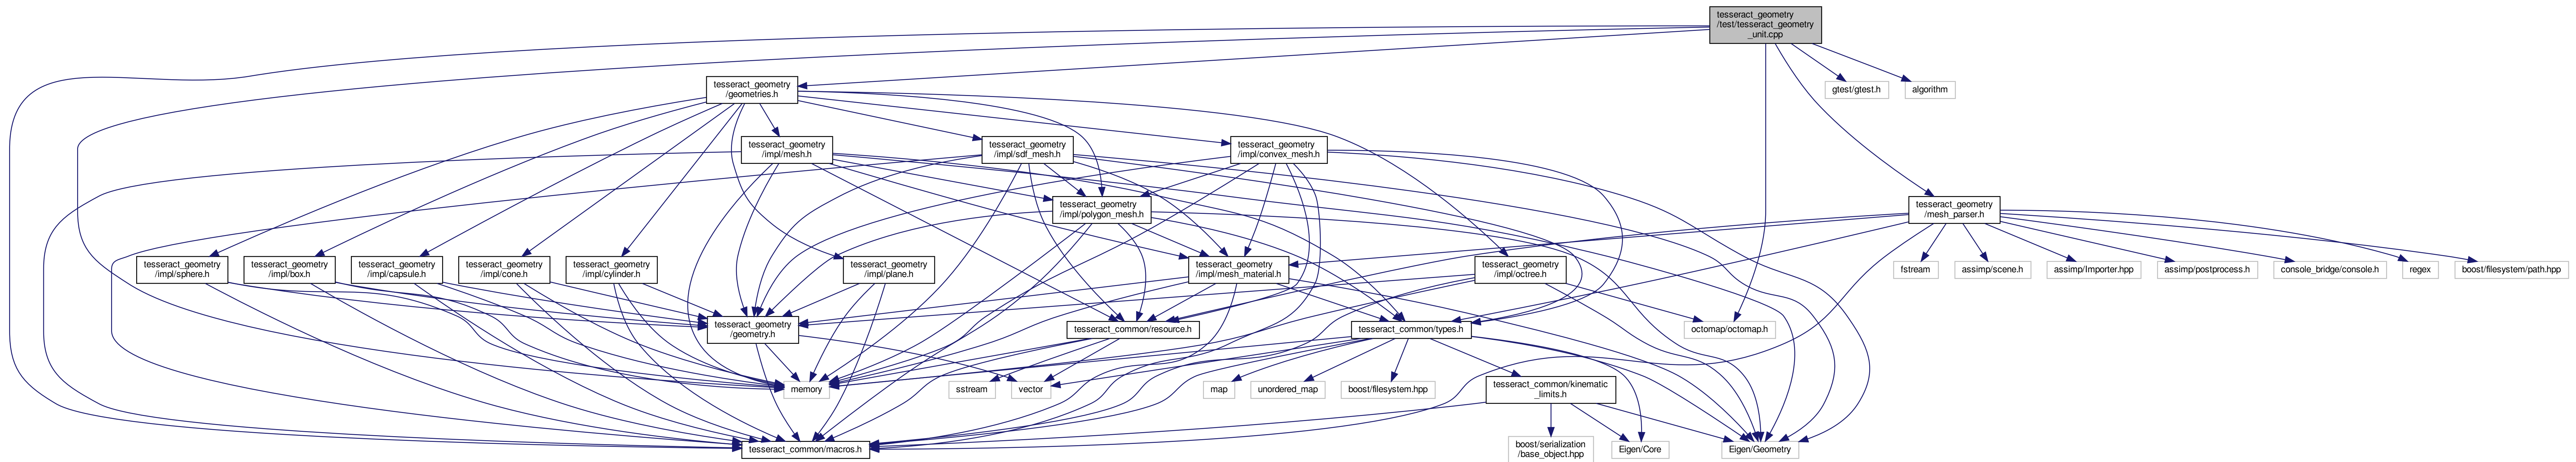 tesseract_geometry
/test/tesseract_geometry
_unit.cpp
tesseract_geometry
/geometries.h
gtest/gtest.h
algorithm
tesseract_geometry
/impl/mesh.h
tesseract_geometry
/impl/sdf_mesh.h
tesseract_geometry
/impl/convex_mesh.h
tesseract_geometry
/impl/polygon_mesh.h
tesseract_geometry
/mesh_parser.h
tesseract_geometry
/impl/sphere.h
tesseract_geometry
/impl/box.h
tesseract_geometry
/impl/capsule.h
tesseract_geometry
/impl/cone.h
tesseract_geometry
/impl/cylinder.h
tesseract_geometry
/impl/plane.h
tesseract_geometry
/impl/mesh_material.h
tesseract_geometry
/impl/octree.h
fstream
assimp/scene.h
assimp/Importer.hpp
assimp/postprocess.h
console_bridge/console.h
regex
boost/filesystem/path.hpp
tesseract_geometry
/geometry.h
tesseract_common/resource.h
tesseract_common/types.h
octomap/octomap.h
memory
sstream
vector
map
unordered_map
boost/filesystem.hpp
tesseract_common/kinematic
_limits.h
tesseract_common/macros.h
boost/serialization
/base_object.hpp
Eigen/Core
Eigen/Geometry